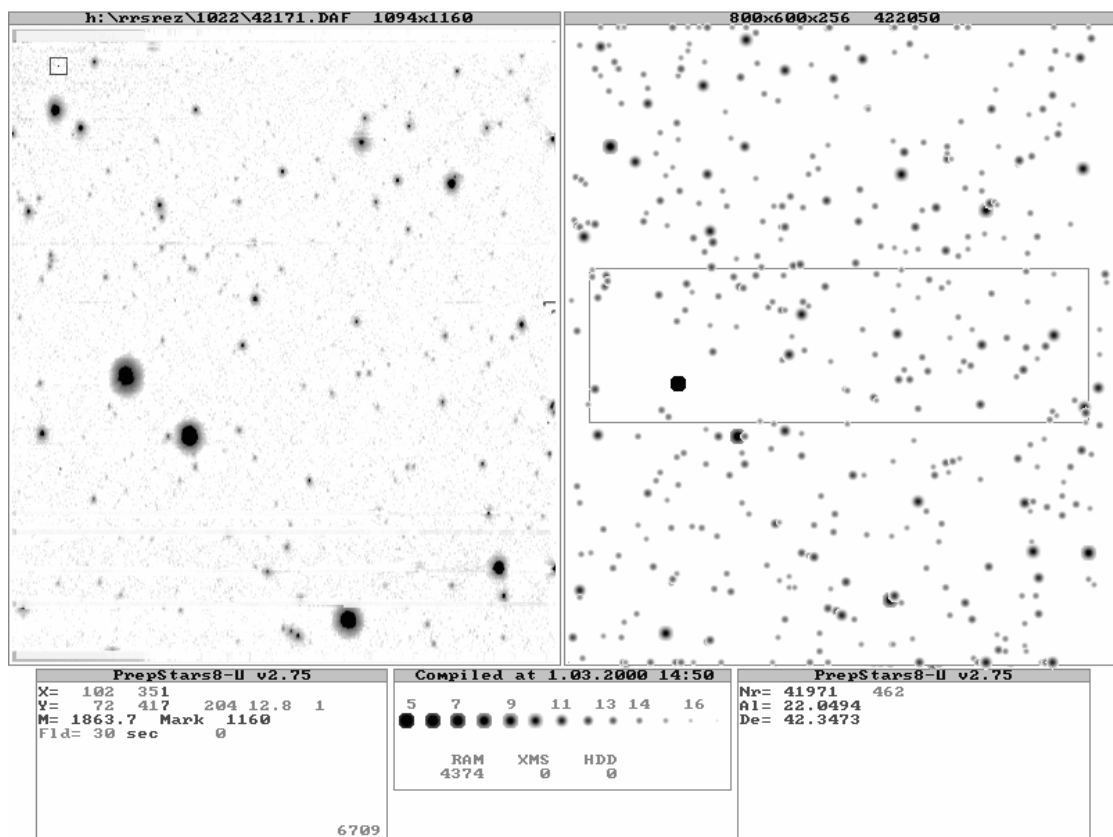 h:\rrsrez\1022\42171.DAF 1094x1160
800x600x256 422050
PrepStars8-U v2.75
X= 102 351
Y= 72 417 204 12.8 1
M= 1863.7 Mark 1160
Fld= 30 sec 0
6709
Compiled at 1.03.2000 14:50
5 7 9 11 13 14 16
RAM XMS HDD
4374 0 0
PrepStars8-U v2.75
Nr= 41971 462
Al= 22.0494
De= 42.3473